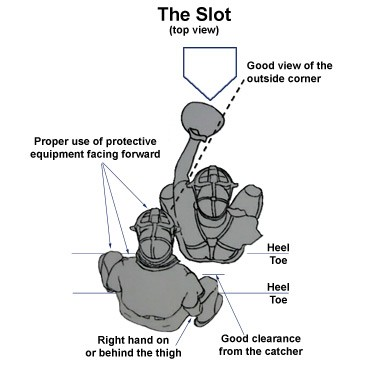 The Slot
(top view)
Good view of the
outside corner
Proper use of protective
equipment facing forward
Heel
Toe
Heel
Toe
Right hand on
or behind the thigh
Good clearance
from the catcher